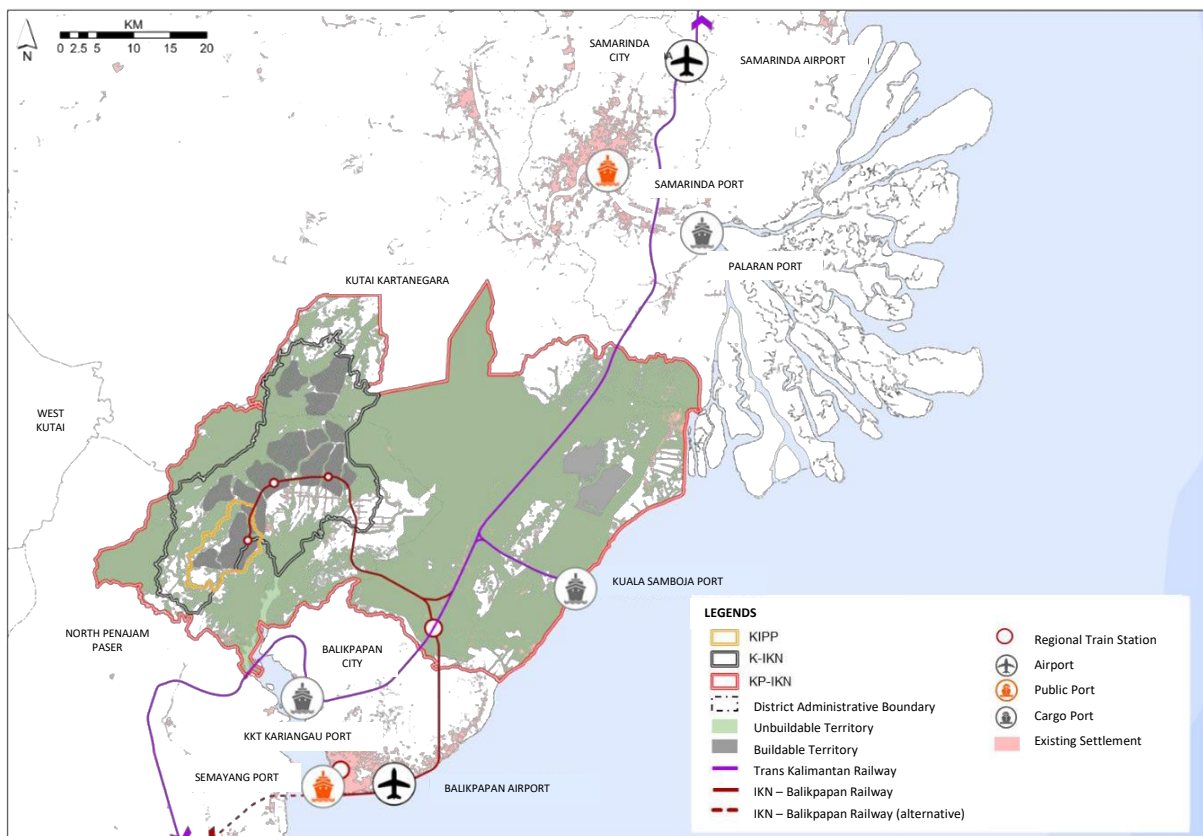 KM
0 2.5 5 10 15 20
N
SAMARINDA
CITY
SAMARINDA AIRPORT
SAMARINDA PORT
PALARAN PORT
KUTAI KARTANEGARA
WEST
KUTAI
KUALA SAMBOJA PORT
NORTH PENAJAM
PASER
BALIKPAPAN
CITY
KKT KARIANGAU PORT
SEMAYANG PORT
BALIKPAPAN AIRPORT
LEGENDS
KIPP
K-IKN
KP-IKN
District Administrative Boundary
Unbuildable Territory
Buildable Territory
Trans Kalimantan Railway
IKN – Balikpapan Railway
IKN – Balikpapan Railway (alternative)
Regional Train Station
Airport
Public Port
Cargo Port
Existing Settlement